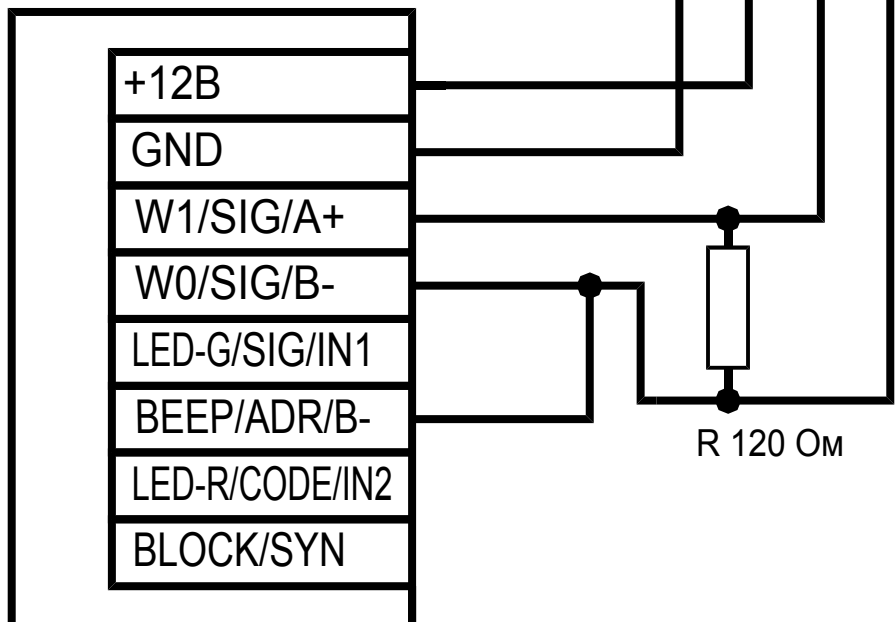 +12В
GND
W1/SIG/A+
W0/SIG/B-
LED-G/SIG/IN1
BEEP/ADR/B-
LED-R/CODE/IN2
BLOCK/SYN
R 120 Ом